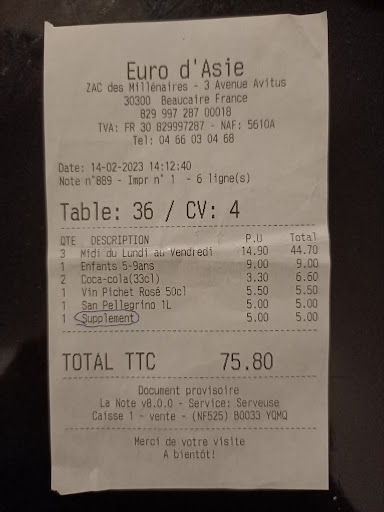 Euro d'Asie
ZAC des Millénaires - 3 Avenue Avitus
30300 Beaucaire France
829 997 287 00018
TVA: FR 30 829997287 - NAF: 5610A
Tel: 04 66 03 04 68
Date: 14-02-2023 14:12:40
Note n°889 - Impr n° 1 - 6 ligne(s)
Table: 36 / CV: 4
QTE DESCRIPTION P.U Total
3 Midi du Lundi au Vendredi 14.90 44.70
1 Enfants 5-9ans 9.00 9.00
2 Coca-cola(33cl) 3.30 6.60
1 Vin Pichet Rosé 50cl 5.50 5.50
1 San Pellegrino 1L 5.00 5.00
1 Supplement 5.00 5.00
TOTAL TTC 75.80
Document provisoire
La Note v8.0.0 - Service: Serveuse
Caisse 1 - vente - (NF525) B0033 YQMQ
Merci de votre visite
A bientôt!